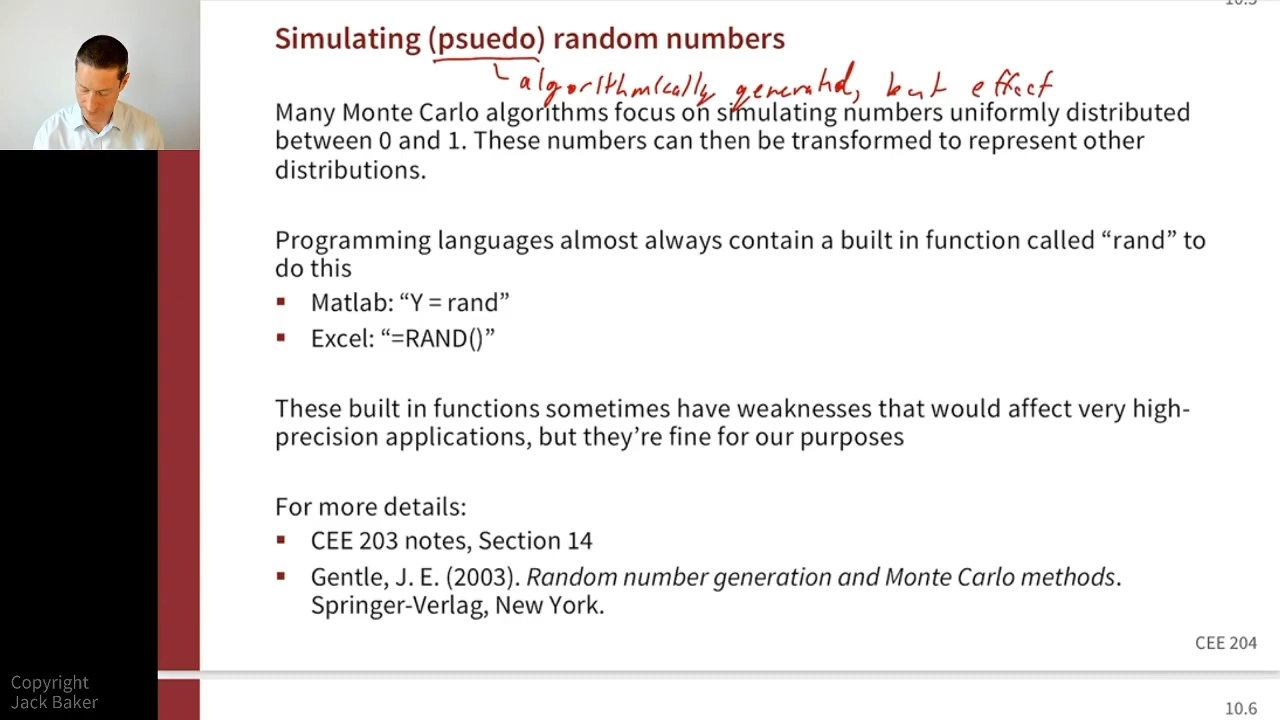 10.5
Simulating (psuedo) random numbers
algorithmically generated, but effect
Many Monte Carlo algorithms focus on simulating numbers uniformly distributed
between 0 and 1. These numbers can then be transformed to represent other
distributions.
Programming languages almost always contain a built in function called “rand” to
do this
▪ Matlab: “Y = rand”
▪ Excel: “=RAND()”
These built in functions sometimes have weaknesses that would affect very high-
precision applications, but they’re fine for our purposes
For more details:
▪ CEE 203 notes, Section 14
▪ Gentle, J. E. (2003). Random number generation and Monte Carlo methods.
Springer-Verlag, New York.
CEE 204
Copyright
Jack Baker
10.6